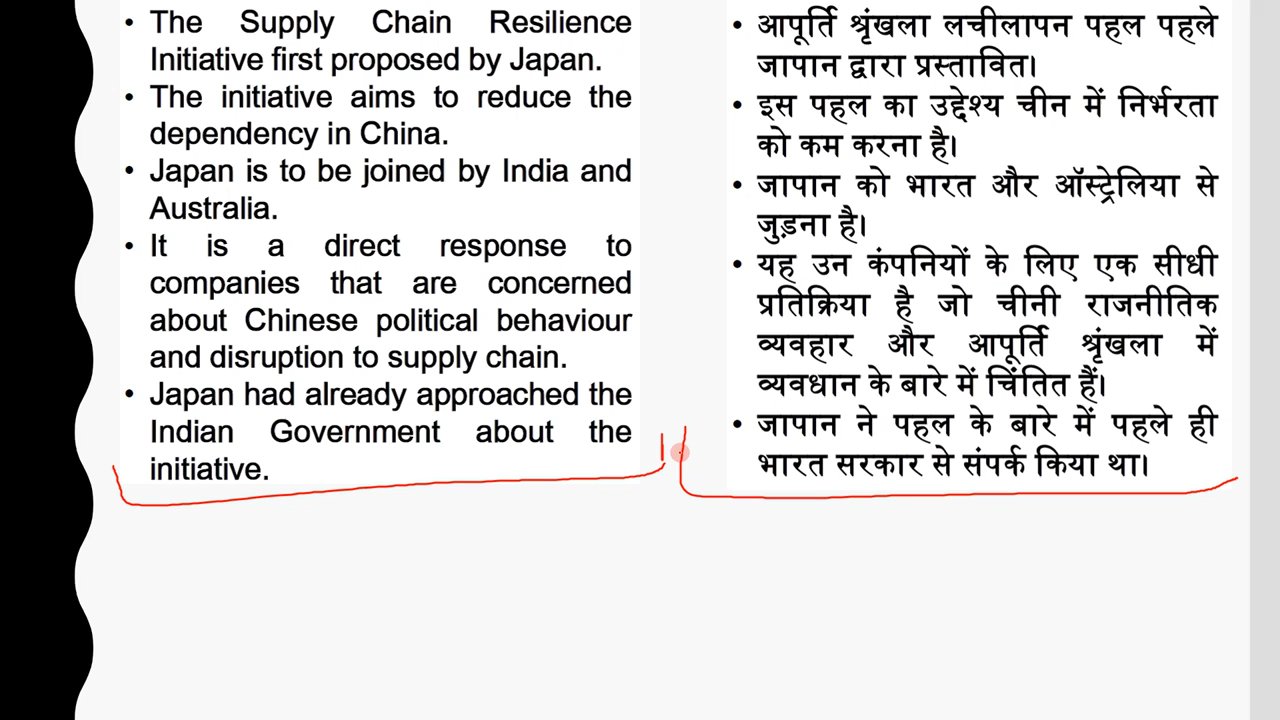 • The Supply Chain Resilience
Initiative first proposed by Japan.
• The initiative aims to reduce the
dependency in China.
• Japan is to be joined by India and
Australia.
• It is a direct response to
companies that are concerned
about Chinese political behaviour
and disruption to supply chain.
• Japan had already approached the
Indian Government about the
initiative.
• आपूर्ति श्रृंखला लचीलापन पहल पहले
जापान द्वारा प्रस्तावित।
• इस पहल का उद्देश्य चीन में निर्भरता
को कम करना है।
• जापान को भारत और ऑस्ट्रेलिया से
जुड़ना है।
• यह उन कंपनियों के लिए एक सीधी
प्रतिक्रिया है जो चीनी राजनीतिक
व्यवहार और आपूर्ति श्रृंखला में
व्यवधान के बारे में चिंतित हैं।
• जापान ने पहल के बारे में पहले ही
भारत सरकार से संपर्क किया था।